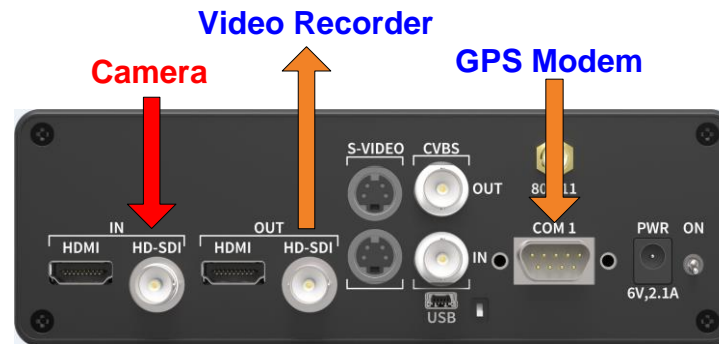 Video Recorder
Camera
GPS Modem
S-VIDEO CVBS
OUT
IN OUT
HDMI HD-SDI HDMI HD-SDI
IN
COM 1
PWR ON
6V,2.1A
USB